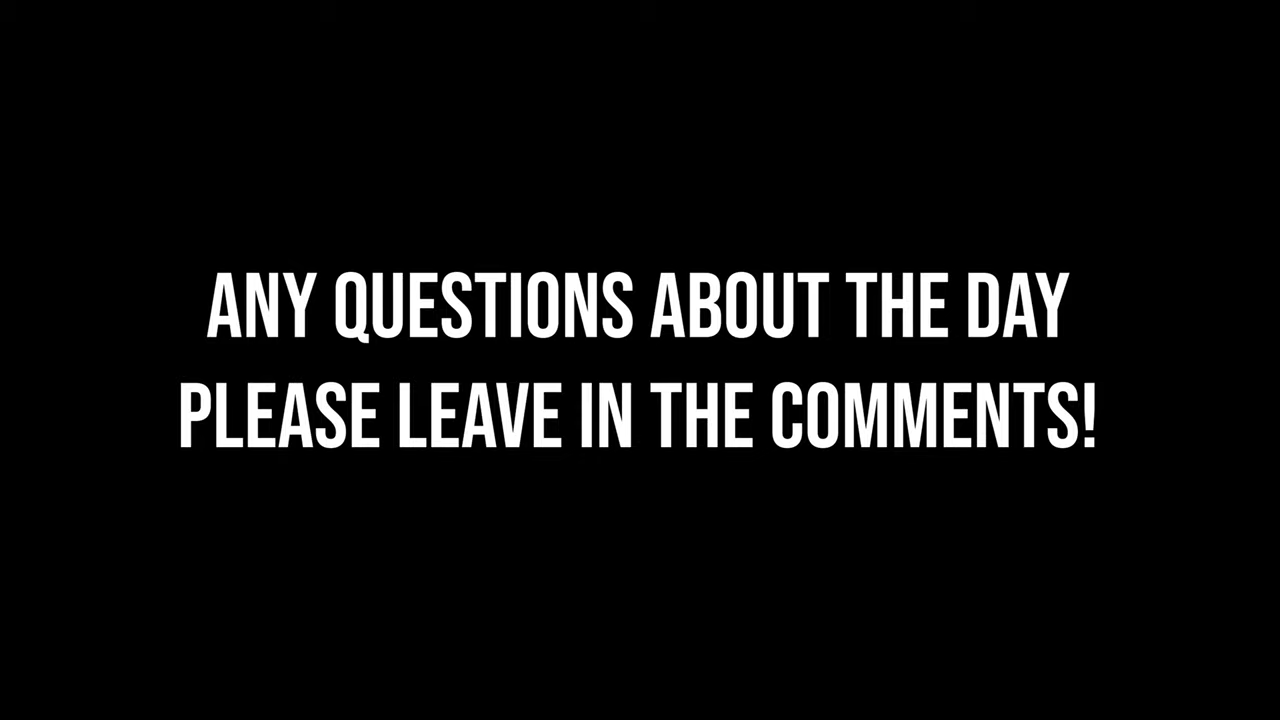 ANY QUESTIONS ABOUT THE DAY
PLEASE LEAVE IN THE COMMENTS!